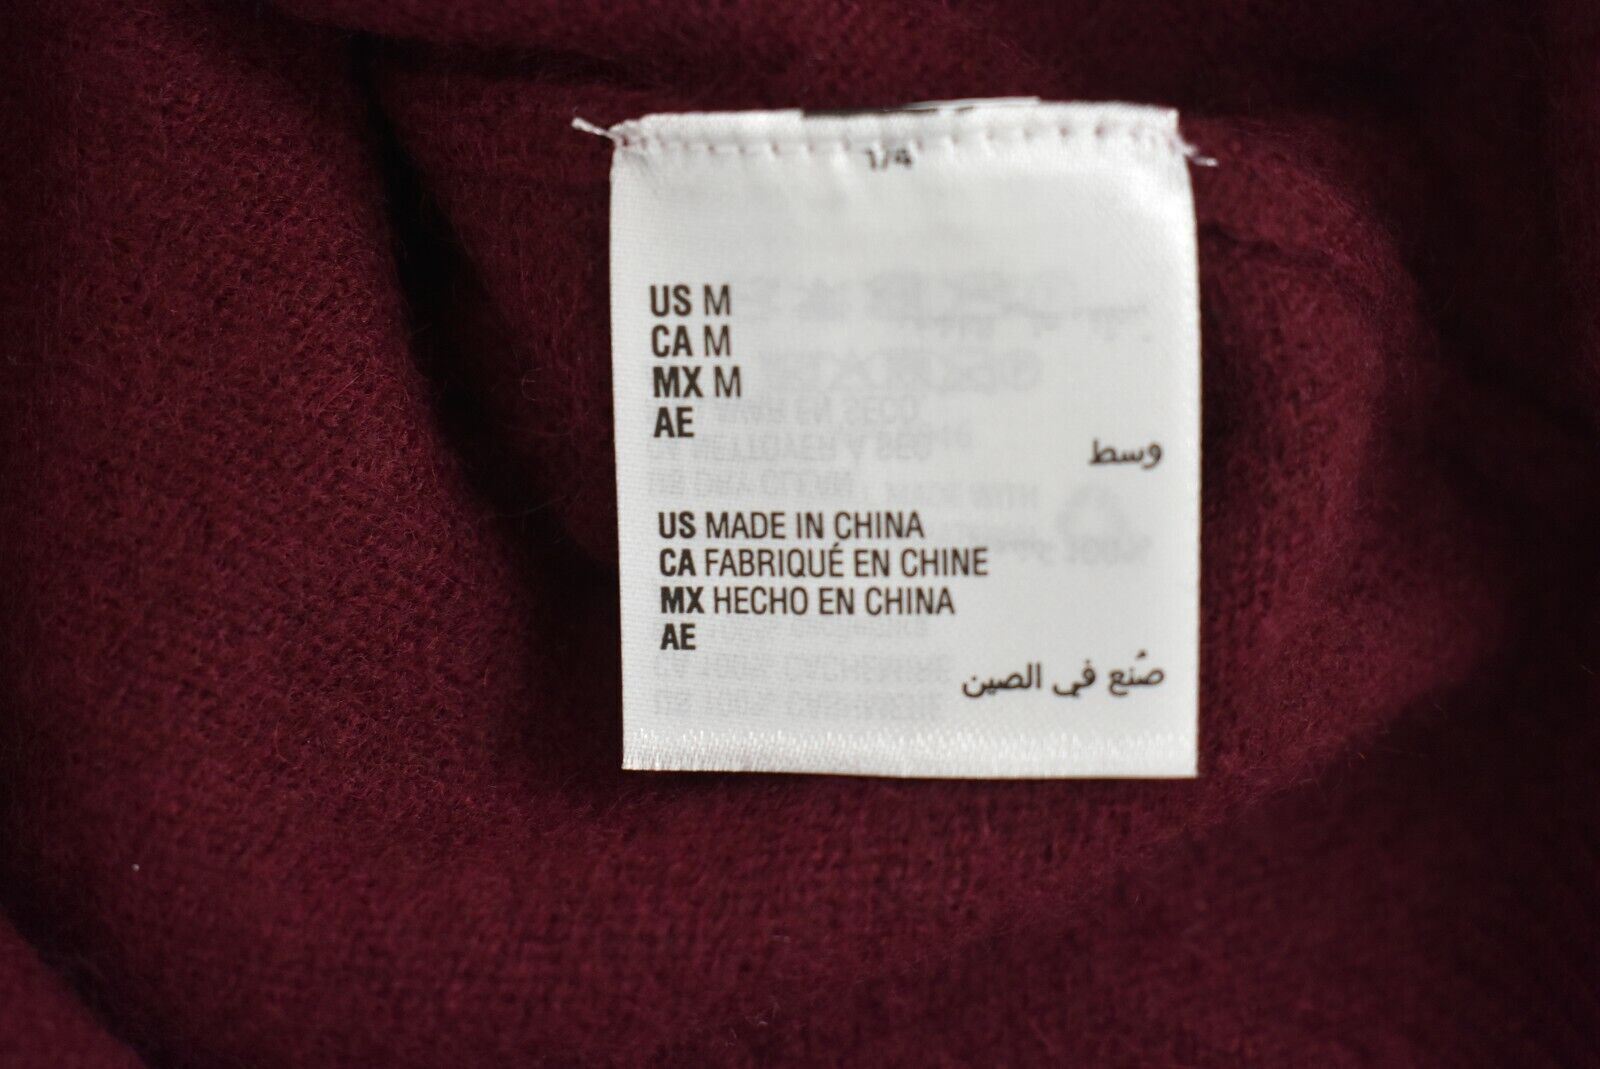 1/4
US M
CA M
MX M
AE
وسط
US MADE IN CHINA
CA FABRIQUÉ EN CHINE
MX HECHO EN CHINA
AE
صُنع في الصين